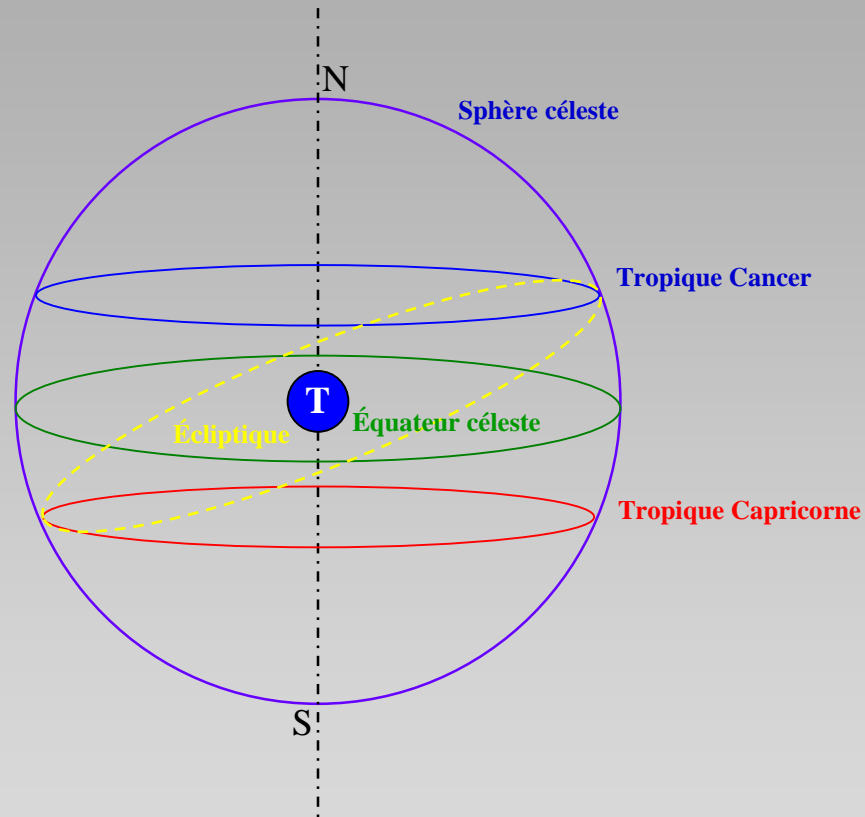 N
Sphère céleste
Tropique Cancer
T
Équateur céleste
Écliptique
Tropique Capricorne
S